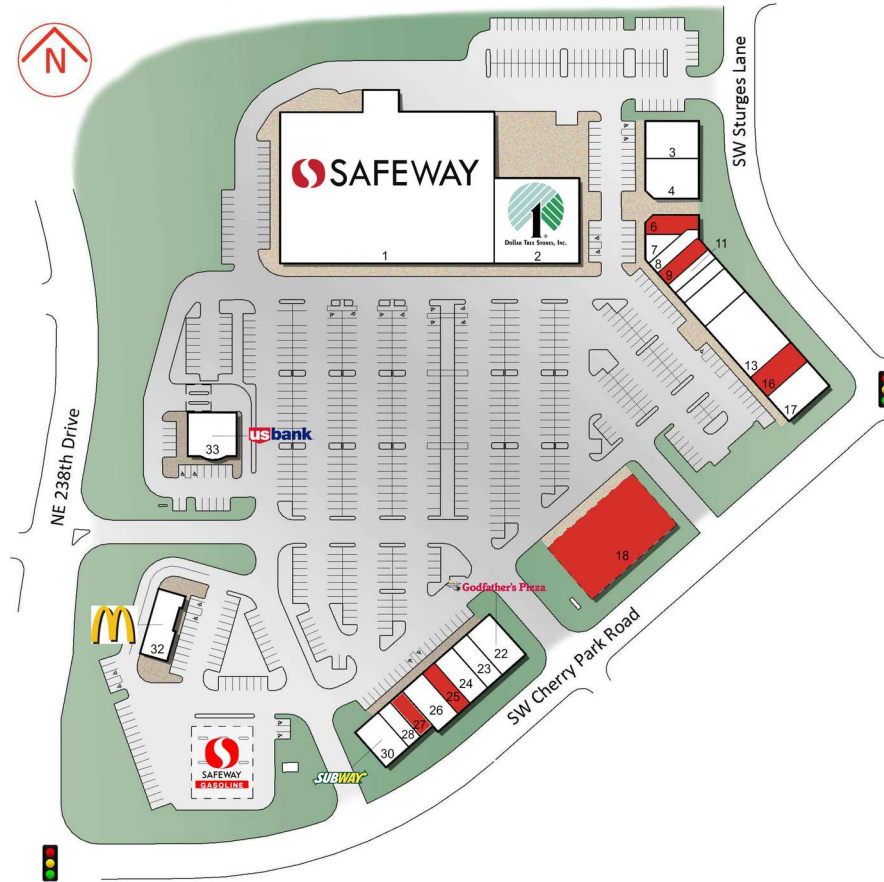 N
SW Sturges Lane
SAFEWAY
1
DOLLAR TREE STORES, INC.
1
2
3
4
6
7
8
9
11
13
16
17
NE 238th Drive
33
usbank
18
Godfather's Pizza
22
23
24
25
26
27
28
30
SUBWAY
SW Cherry Park Road
M
32
SAFEWAY
GASOLINE